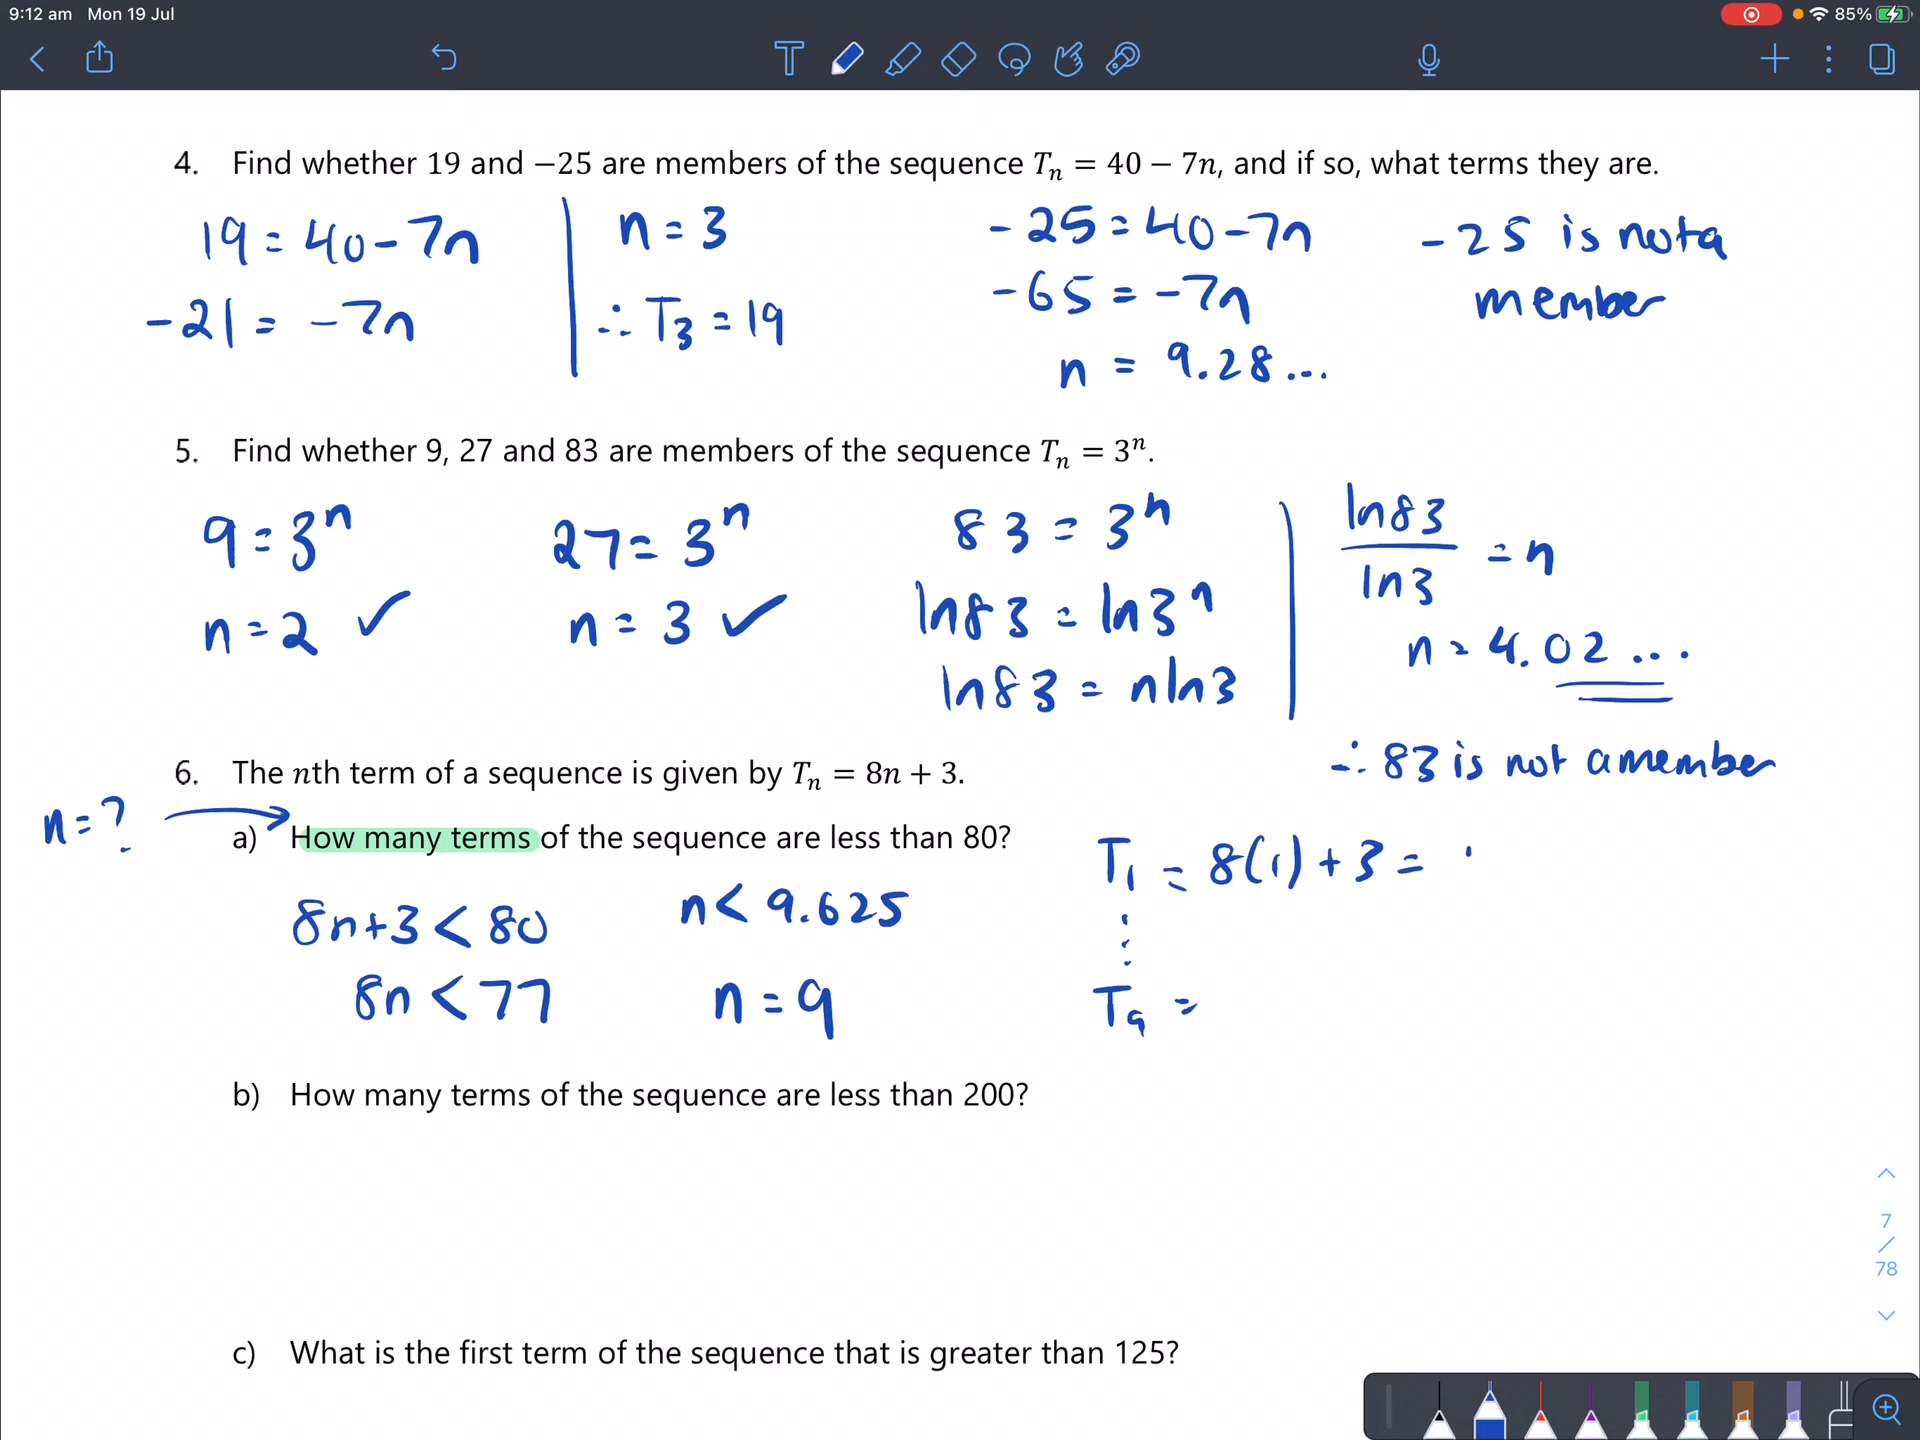 9:12 am Mon 19 Jul
85%
4. Find whether 19 and −25 are members of the sequence Tₙ = 40 − 7n, and if so, what terms they are.
19 = 40 - 7n
n = 3
-25 = 40 - 7n
-25 is not a
-21 = -7n
∴ T₃ = 19
-65 = -7n
member
n = 9.28...
5. Find whether 9, 27 and 83 are members of the sequence Tₙ = 3ⁿ.
9 = 3ⁿ
27 = 3ⁿ
83 = 3ⁿ
ln83
ln3
= n
n = 2 ✓
n = 3 ✓
ln83 = ln3ⁿ
n = 4.02...
ln83 = nln3
∴ 83 is not a member
6. The nth term of a sequence is given by Tₙ = 8n + 3.
n = ?
a) How many terms of the sequence are less than 80?
T₁ = 8(1) + 3 =
8n+3 < 80
n < 9.625
8n < 77
n = 9
T₉ =
b) How many terms of the sequence are less than 200?
7
/
78
c) What is the first term of the sequence that is greater than 125?